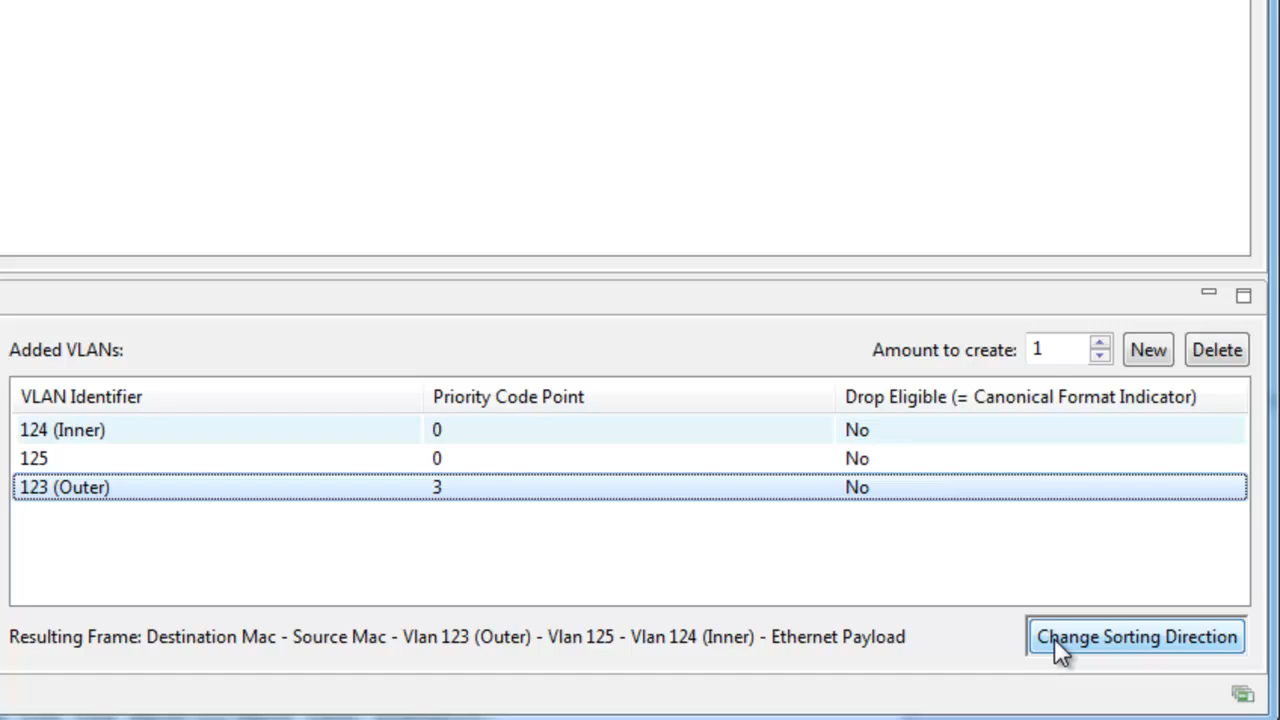 Added VLANs: Amount to create: 1 New Delete
VLAN Identifier Priority Code Point Drop Eligible (= Canonical Format Indicator)
124 (Inner) 0 No
125 0 No
123 (Outer) 3 No
Resulting Frame: Destination Mac - Source Mac - Vlan 123 (Outer) - Vlan 125 - Vlan 124 (Inner) - Ethernet Payload Change Sorting Direction